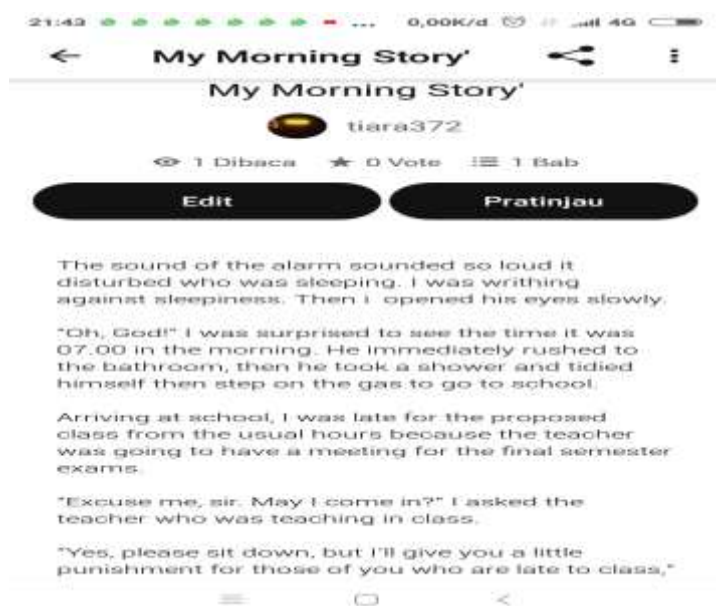 21:43 ... 0,00K/d 4G
My Morning Story'
My Morning Story'
tiara372
1 Dibaca 0 Vote 1 Bab
Edit Pratinjau
The sound of the alarm sounded so loud it
disturbed who was sleeping. I was writhing
against sleepiness. Then i opened his eyes slowly.
"Oh, God!" I was surprised to see the time it was
07.00 in the morning. He immediately rushed to
the bathroom, then he took a shower and tidied
himself then step on the gas to go to school.
Arriving at school, I was late for the proposed
class from the usual hours because the teacher
was going to have a meeting for the final semester
exams.
"Excuse me, sir. May I come in?" I asked the
teacher who was teaching in class.
"Yes, please sit down, but I'll give you a little
punishment for those of you who are late to class,"